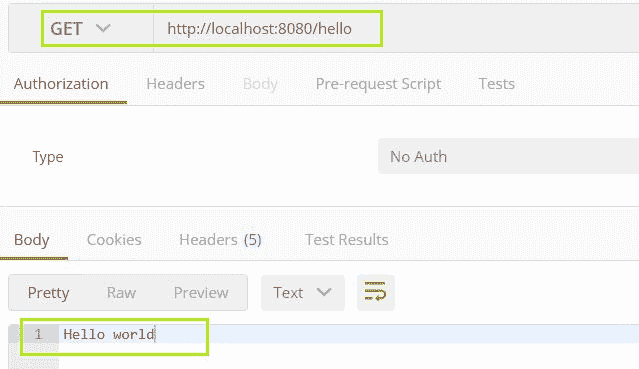 GET http://localhost:8080/hello
Authorization Headers Body Pre-request Script Tests
Type No Auth
Body Cookies Headers (5) Test Results
Pretty Raw Preview Text
1 Hello world